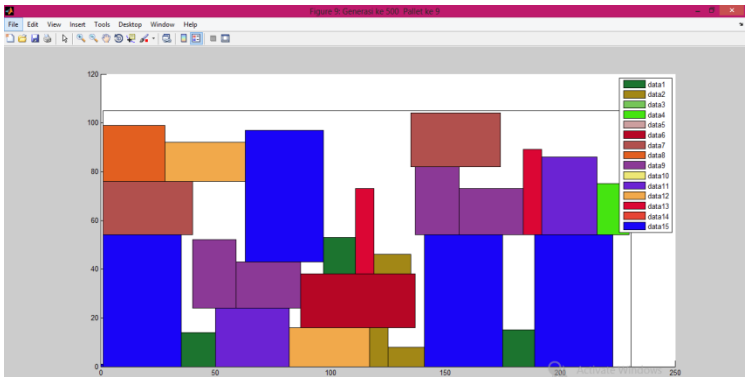 Figure 9: Generasi ke 500  Pallet ke 9
File Edit View Insert Tools Desktop Window Help
120
100
80
60
40
20
0
0 50 100 150 200 250
data1
data2
data3
data4
data5
data6
data7
data8
data9
data10
data11
data12
data13
data14
data15
Activate Windows